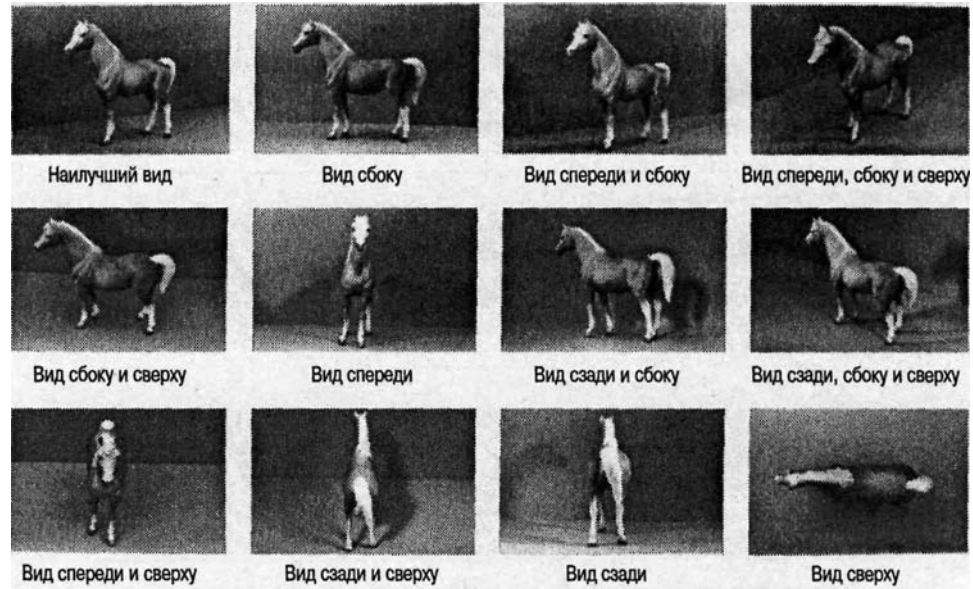 Наилучший вид
Вид сбоку
Вид спереди и сбоку
Вид спереди, сбоку и сверху
Вид сбоку и сверху
Вид спереди
Вид сзади и сбоку
Вид сзади, сбоку и сверху
Вид спереди и сверху
Вид сзади и сверху
Вид сзади
Вид сверху